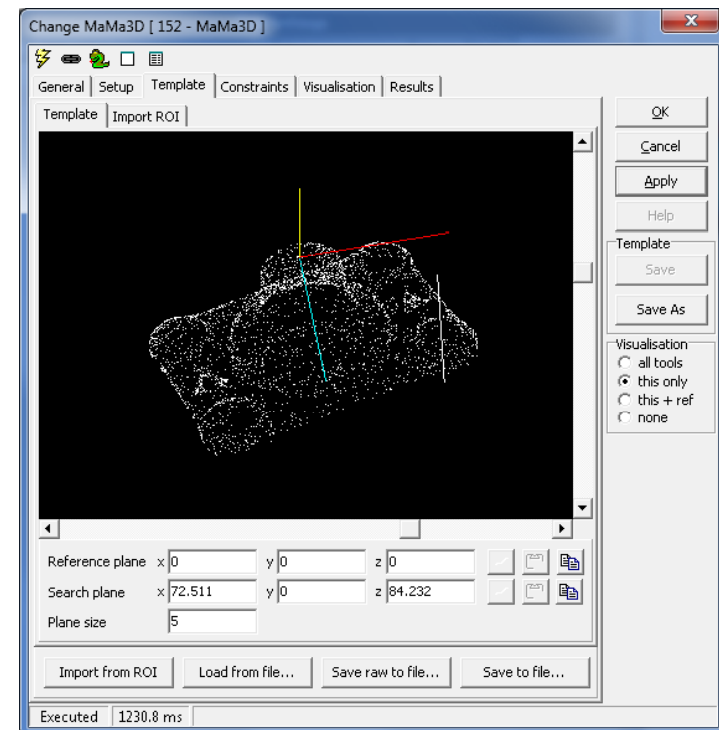 Change MaMa3D [ 152 - MaMa3D ]
General Setup Template Constraints Visualisation Results
Template Import ROI
OK
Cancel
Apply
Help
Template
Save
Save As
Visualisation
all tools
this only
this + ref
none
Reference plane x 0 y 0 z 0
Search plane x 72.511 y 0 z 84.232
Plane size 5
Import from ROI Load from file... Save raw to file... Save to file...
Executed 1230.8 ms